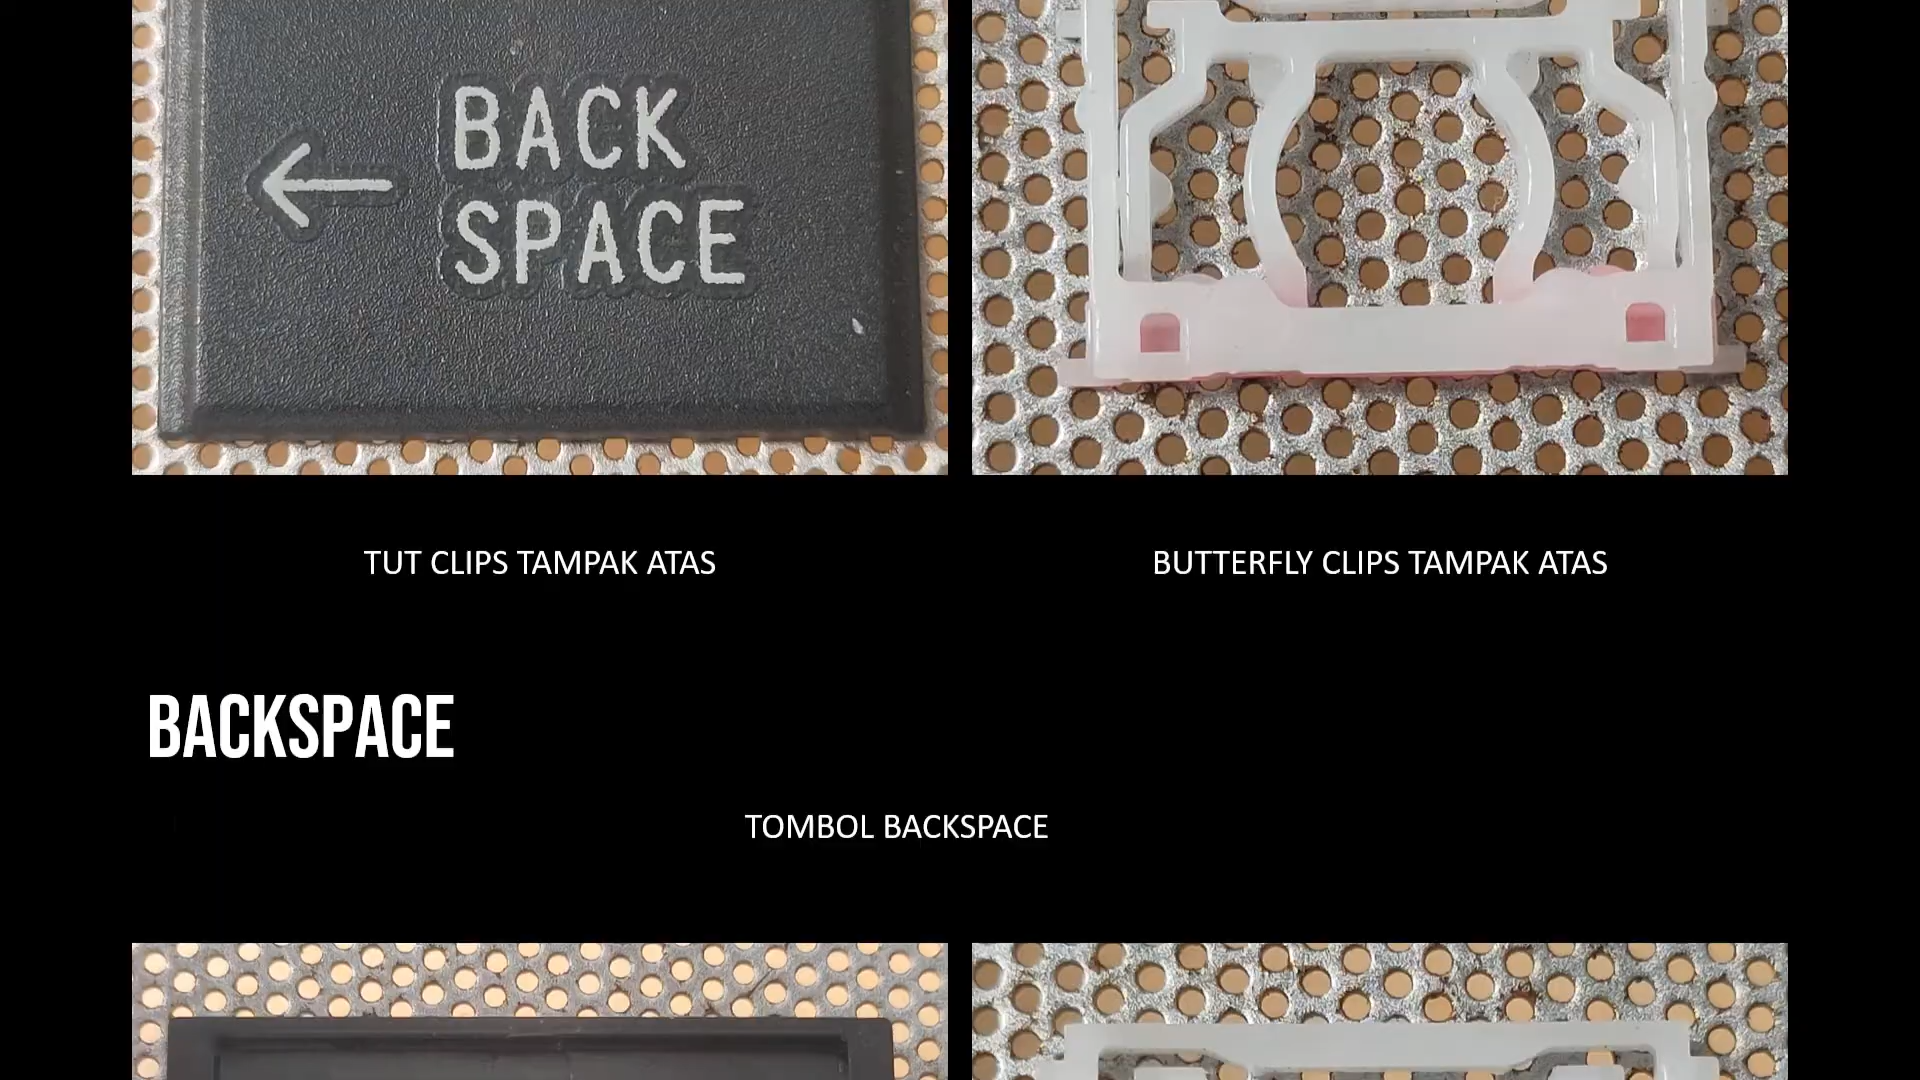 BACK
SPACE
TUT CLIPS TAMPAK ATAS
BUTTERFLY CLIPS TAMPAK ATAS
BACKSPACE
TOMBOL BACKSPACE